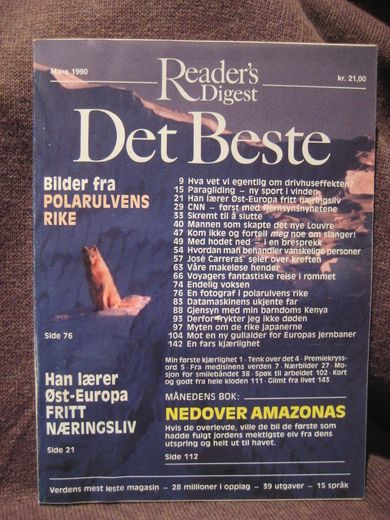 Mars 1990
Reader's
Digest
kr. 21,00
Det Beste
Bilder fra
POLARULVENS
RIKE
Side 76
Han lærer
Øst-Europa
FRITT
NÆRINGSLIV
Side 21
9 Hva vet vi egentlig om drivhuseffekten?
15 Paragliding – ny sport i vinden
21 Han lærer Øst-Europa fritt næringsliv
29 CNN – først med fjernsynsnyhetene
33 Skremt til å slutte
40 Mannen som skapte det nye Louvre
47 Kom ikke og fortell meg noe om slanger!
49 Med hodet ned – i en bresprekk
54 Hvordan man behandler vanskelige personer
57 José Carreras' seier over kreften
63 Våre makeløse hender
66 Voyagers fantastiske reise i rommet
74 Endelig voksen
76 En fotograf i polarulvens rike
83 Datamaskinens ukjente far
88 Gjensyn med min barndoms Kenya
93 Derfor frykter jeg ikke døden
97 Myten om de rike japanerne
104 Mot en ny gullalder for Europas jernbaner
142 En fars kjærlighet
Min første kjærlighet 1 · Tenk over det 4 · Premiekryss-
ord 5 · Fra medisinens verden 7 · Nærbilder 27 · Mo-
sjon for smilebåndet 38 · Spøk til arbeidet 102 · Kort
og godt fra hele kloden 111 · Glimt fra livet 143
MÅNEDENS BOK:
NEDOVER AMAZONAS
Hvis de overlevde, ville de bli de første som
hadde fulgt jordens mektigste elv fra dens
utspring og helt ut til havet.
Side 112
Verdens mest leste magasin – 28 millioner i opplag – 39 utgaver – 15 språk